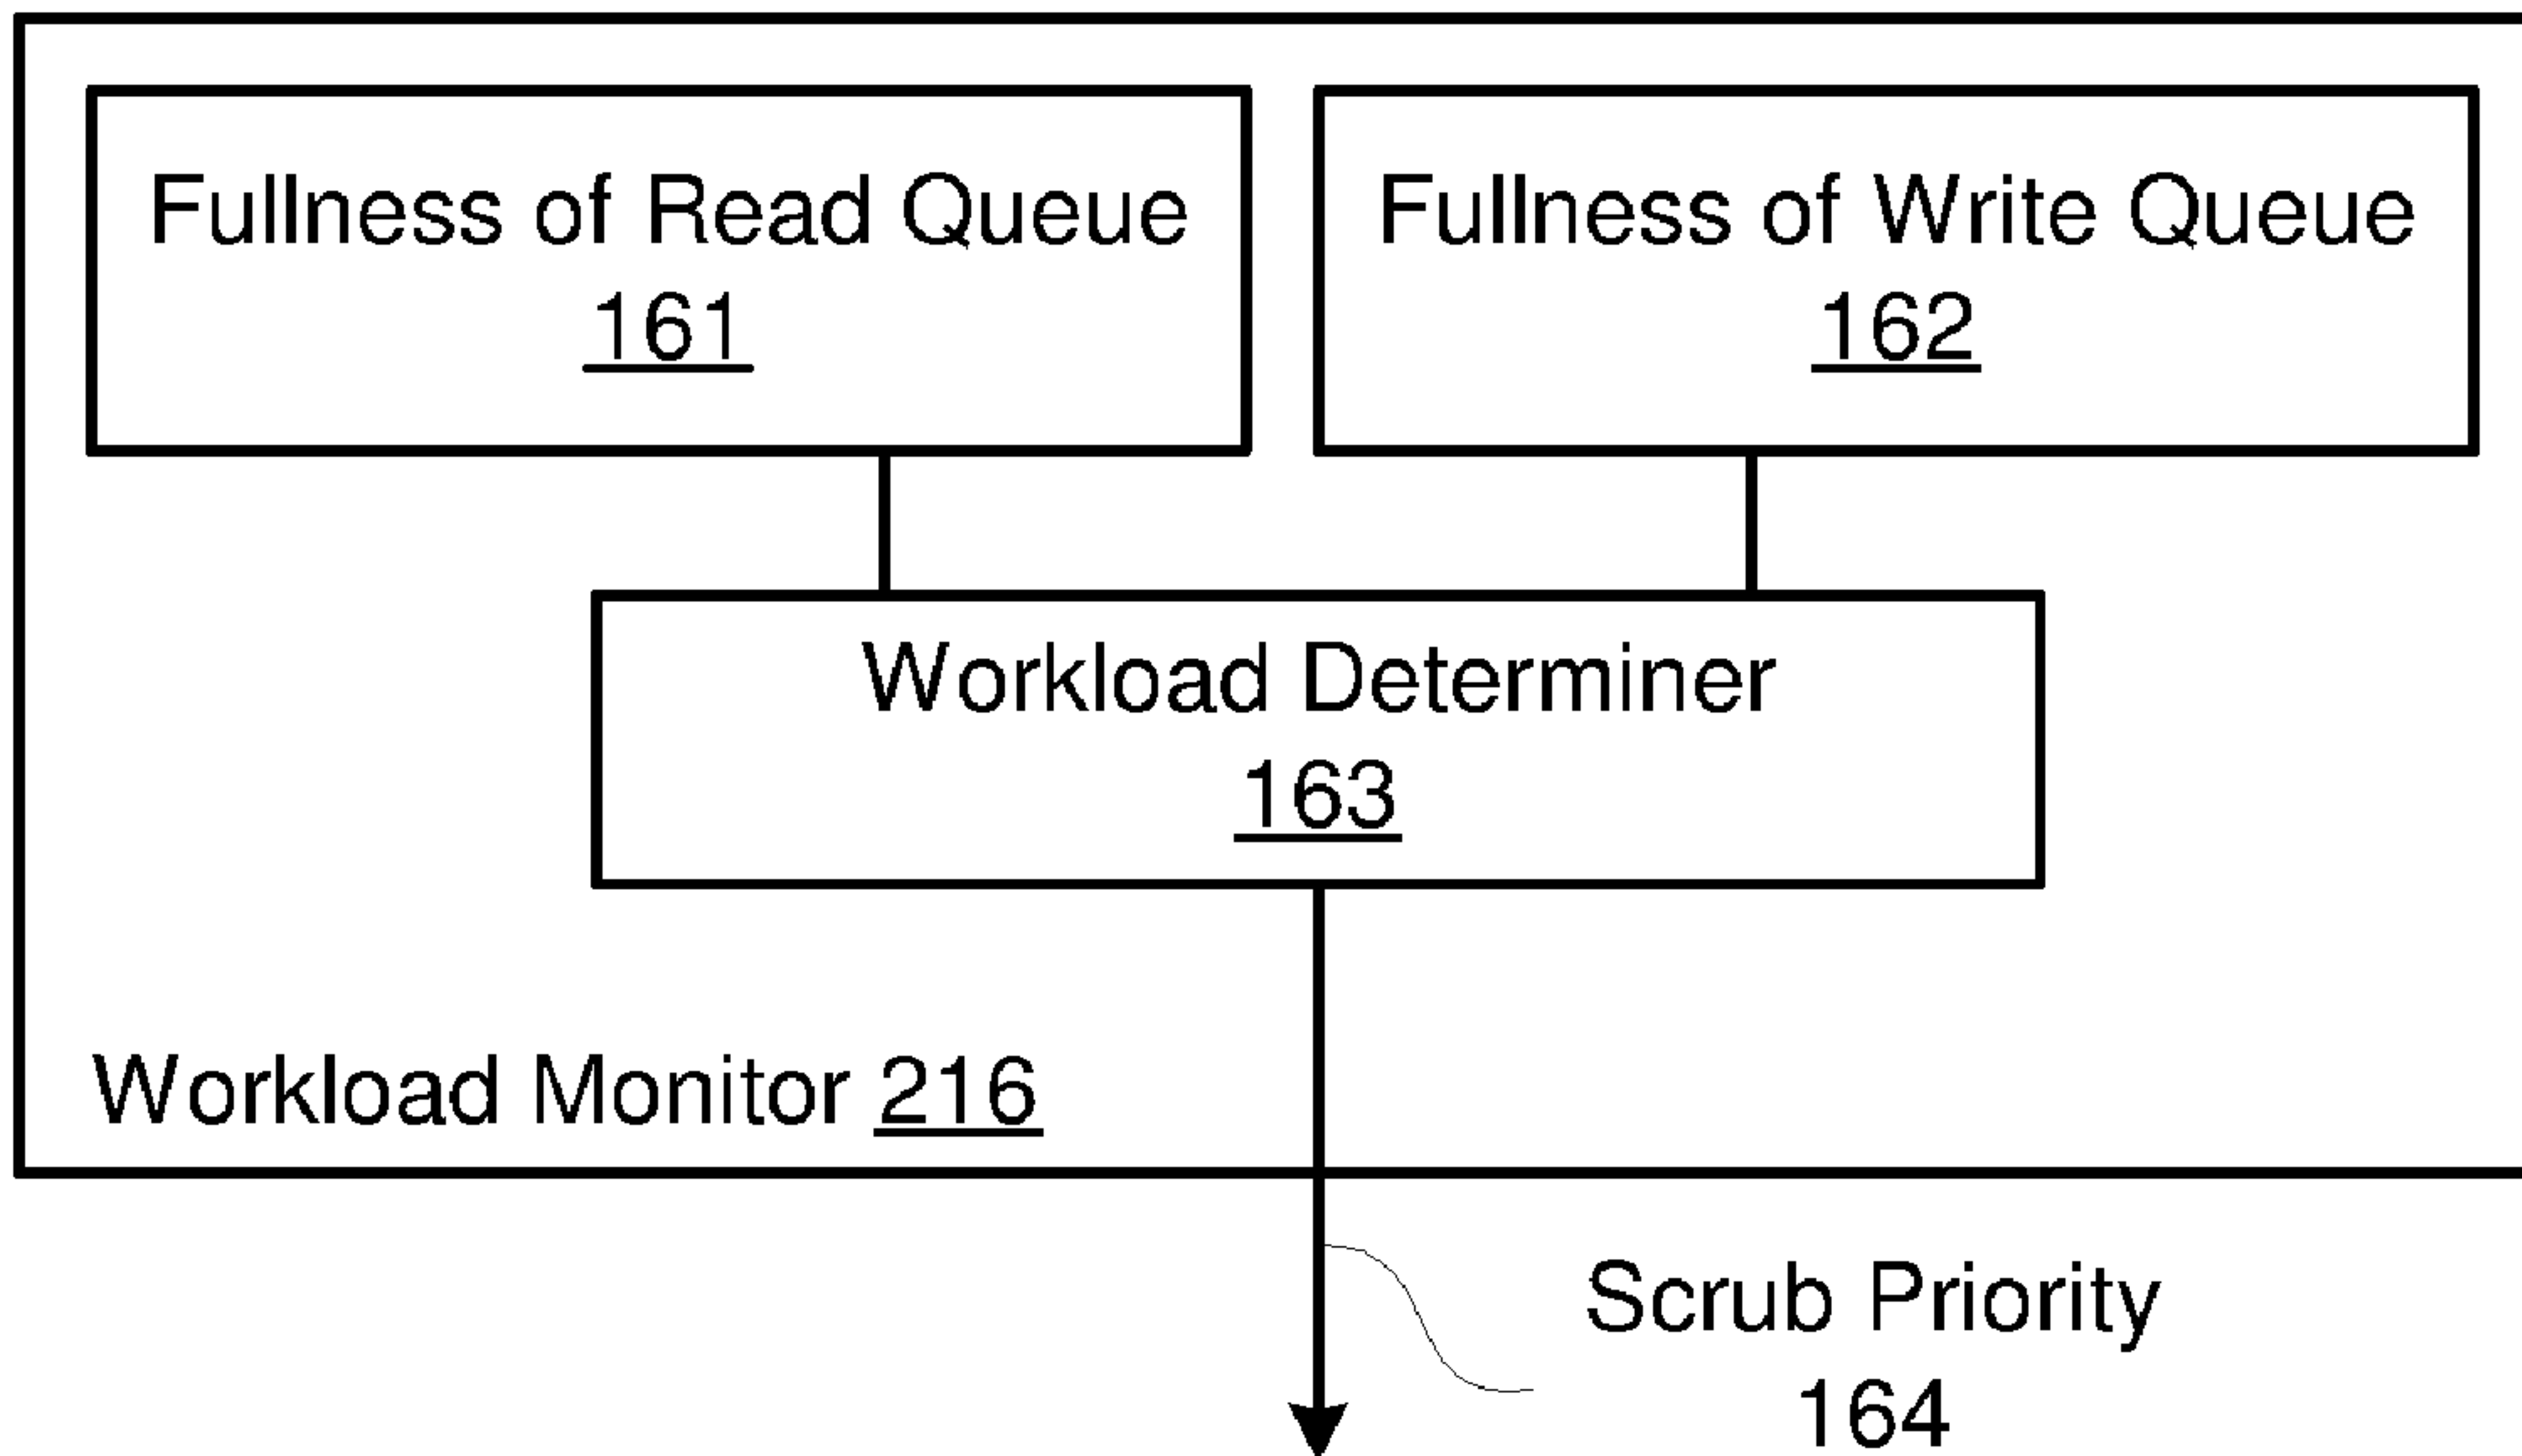 Fullness of Read Queue
161
Fullness of Write Queue
162
Workload Determiner
163
Workload Monitor 216
Scrub Priority
164